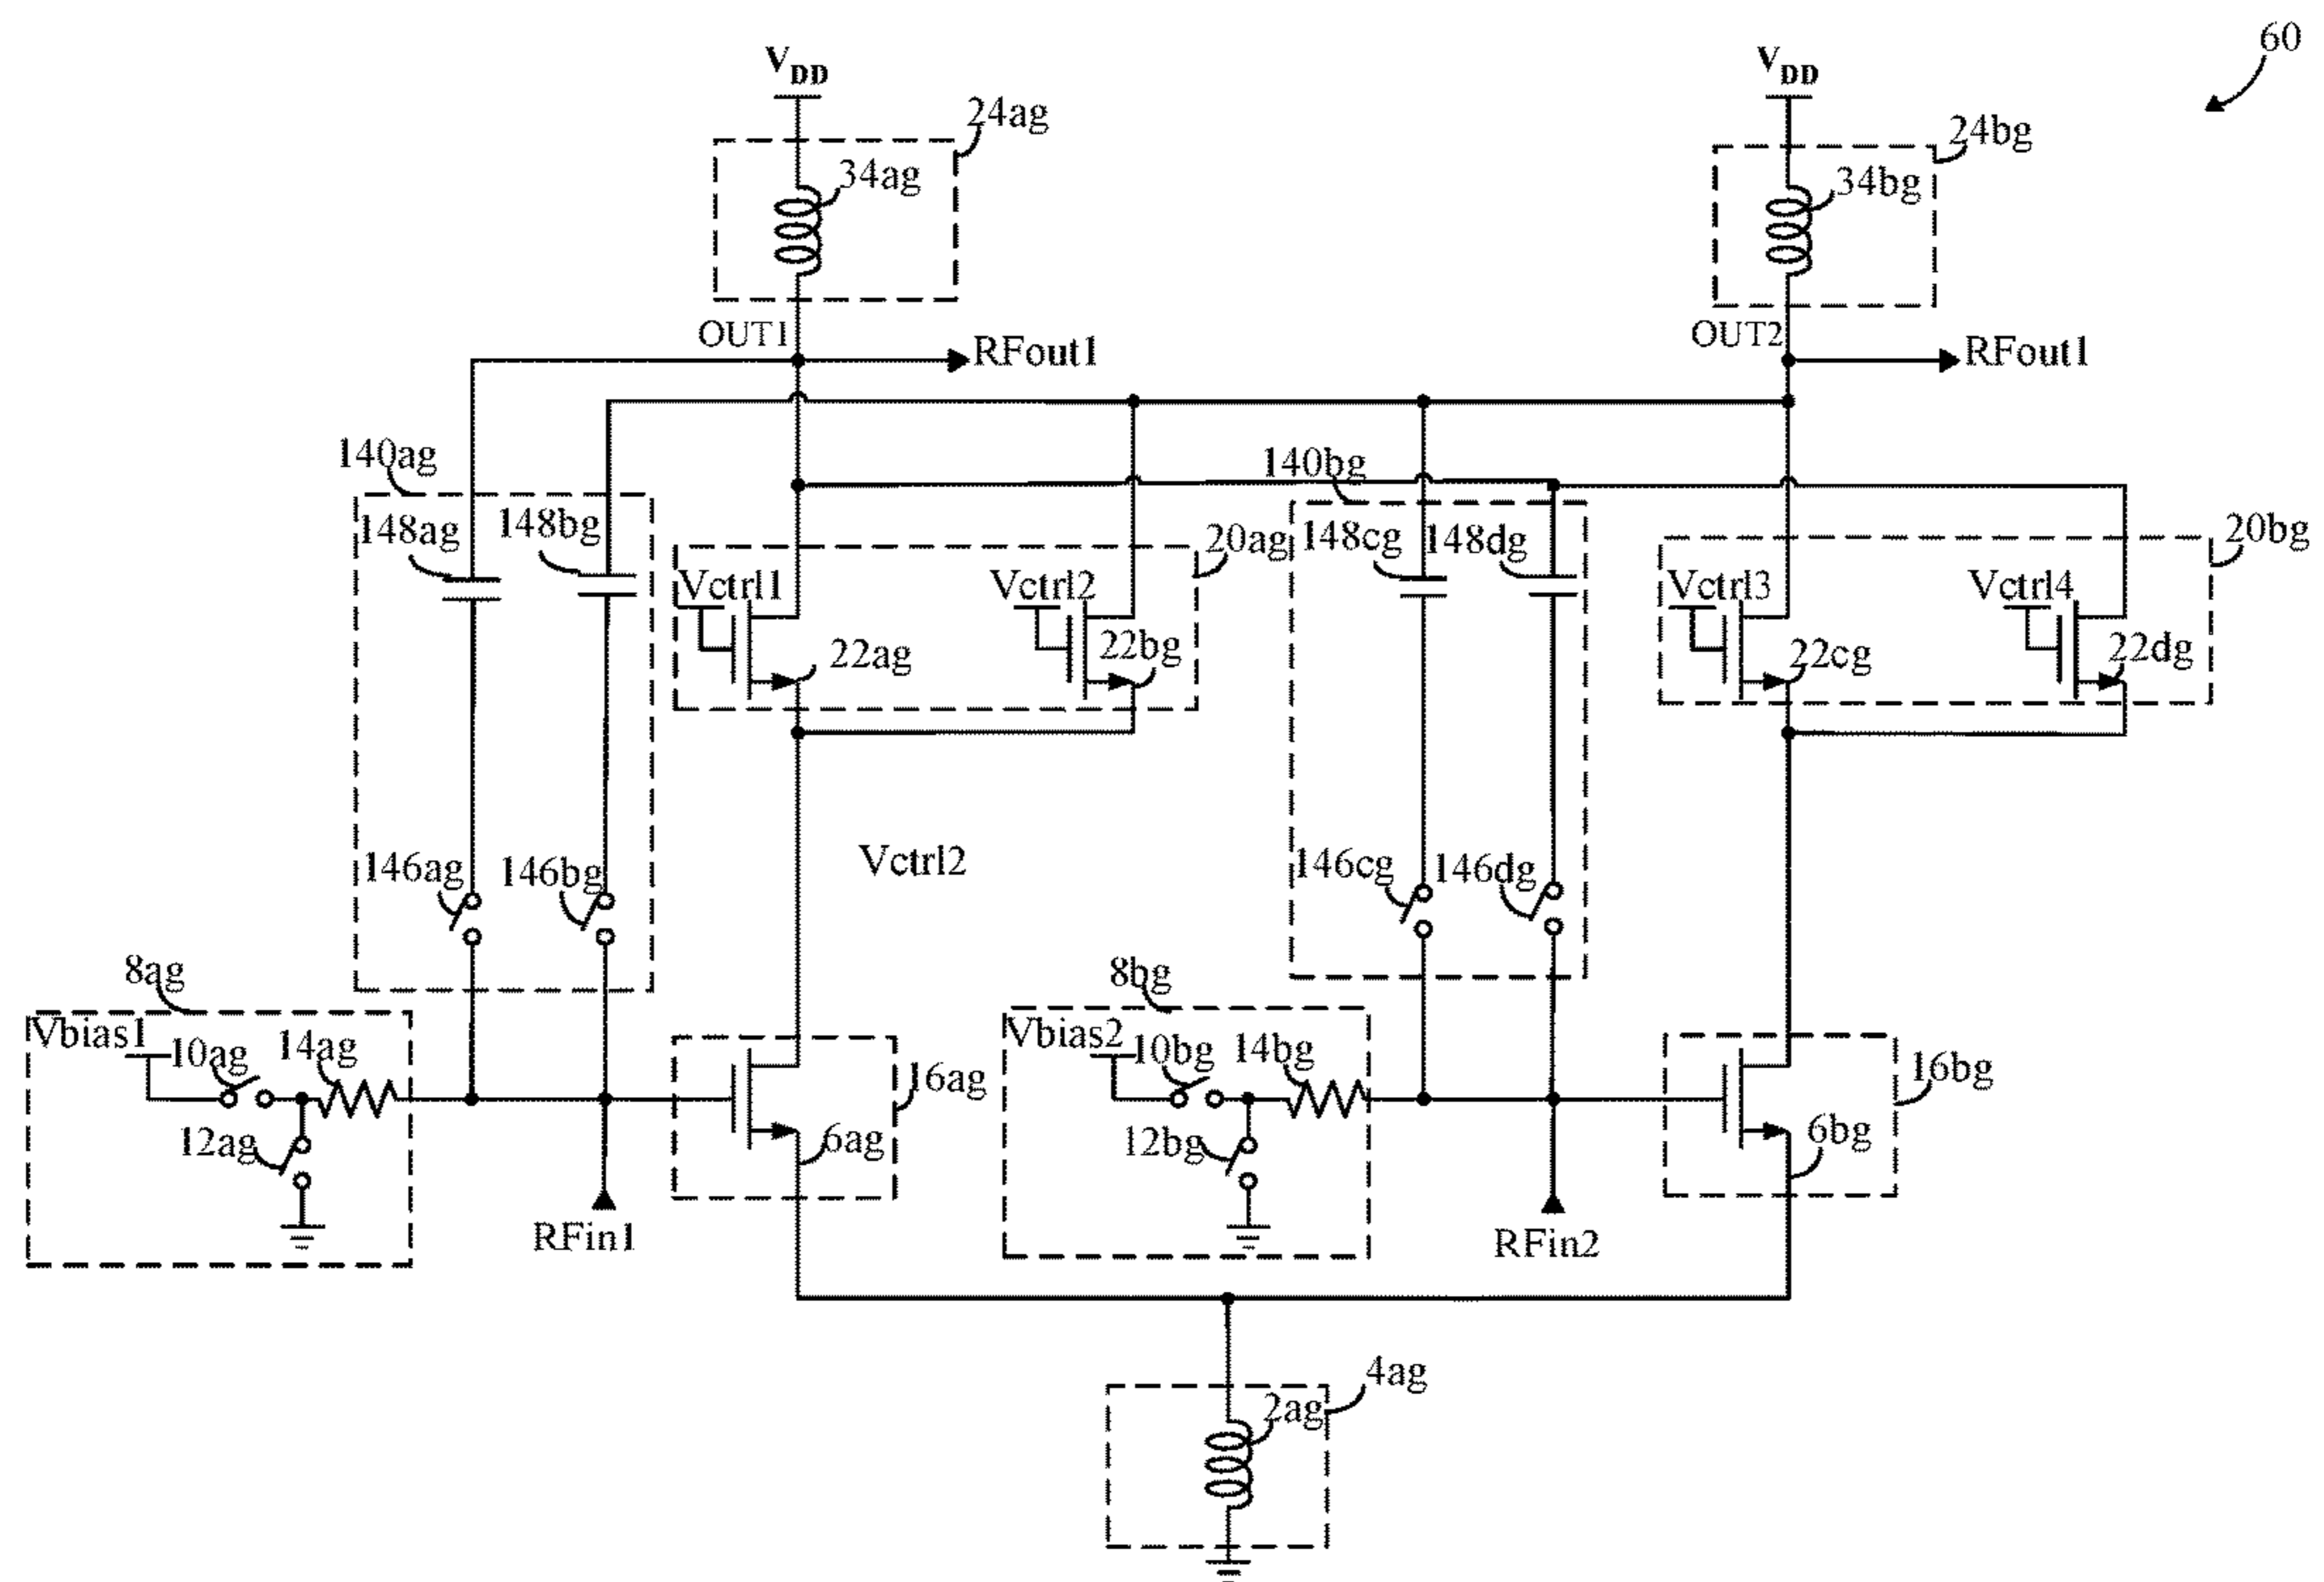 60
VDD
VDD
24ag
24bg
34ag
34bg
OUT1
RFout1
OUT2
RFout1
140ag
140bg
148ag
148bg
20ag
148cg
148dg
20bg
Vctrl1
Vctrl2
Vctrl3
Vctrl4
22ag
22bg
22cg
22dg
146ag
146bg
Vctrl2
146cg
146dg
8ag
8bg
Vbias1
10ag
14ag
Vbias2
10bg
14bg
16ag
16bg
12ag
6ag
12bg
6bg
RFin1
RFin2
4ag
2ag